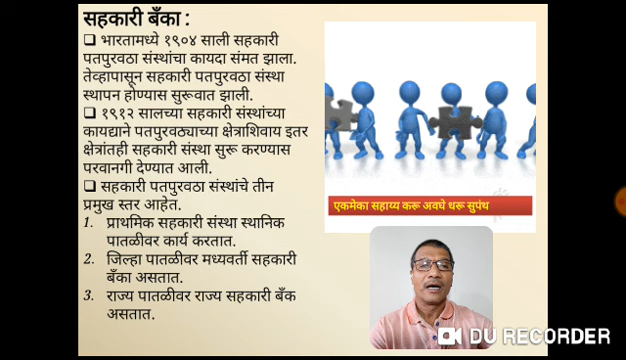 सहकारी बँका :
❑ भारतामध्ये १९०४ साली सहकारी
पतपुरवठा संस्थांचा कायदा संमत झाला.
तेव्हापासून सहकारी पतपुरवठा संस्था
स्थापन होण्यास सुरूवात झाली.
❑ १९१२ सालच्या सहकारी संस्थांच्या
कायद्याने पतपुरवठ्याच्या क्षेत्राशिवाय इतर
क्षेत्रांतही सहकारी संस्था सुरू करण्यास
परवानगी देण्यात आली.
❑ सहकारी पतपुरवठा संस्थांचे तीन
प्रमुख स्तर आहेत.
1. प्राथमिक सहकारी संस्था स्थानिक
पातळीवर कार्य करतात.
2. जिल्हा पातळीवर मध्यवर्ती सहकारी
बँका असतात.
3. राज्य पातळीवर राज्य सहकारी बँक
असतात.
एकमेका सहाय्य करू अवघे धरू सुपंथ
DU RECORDER